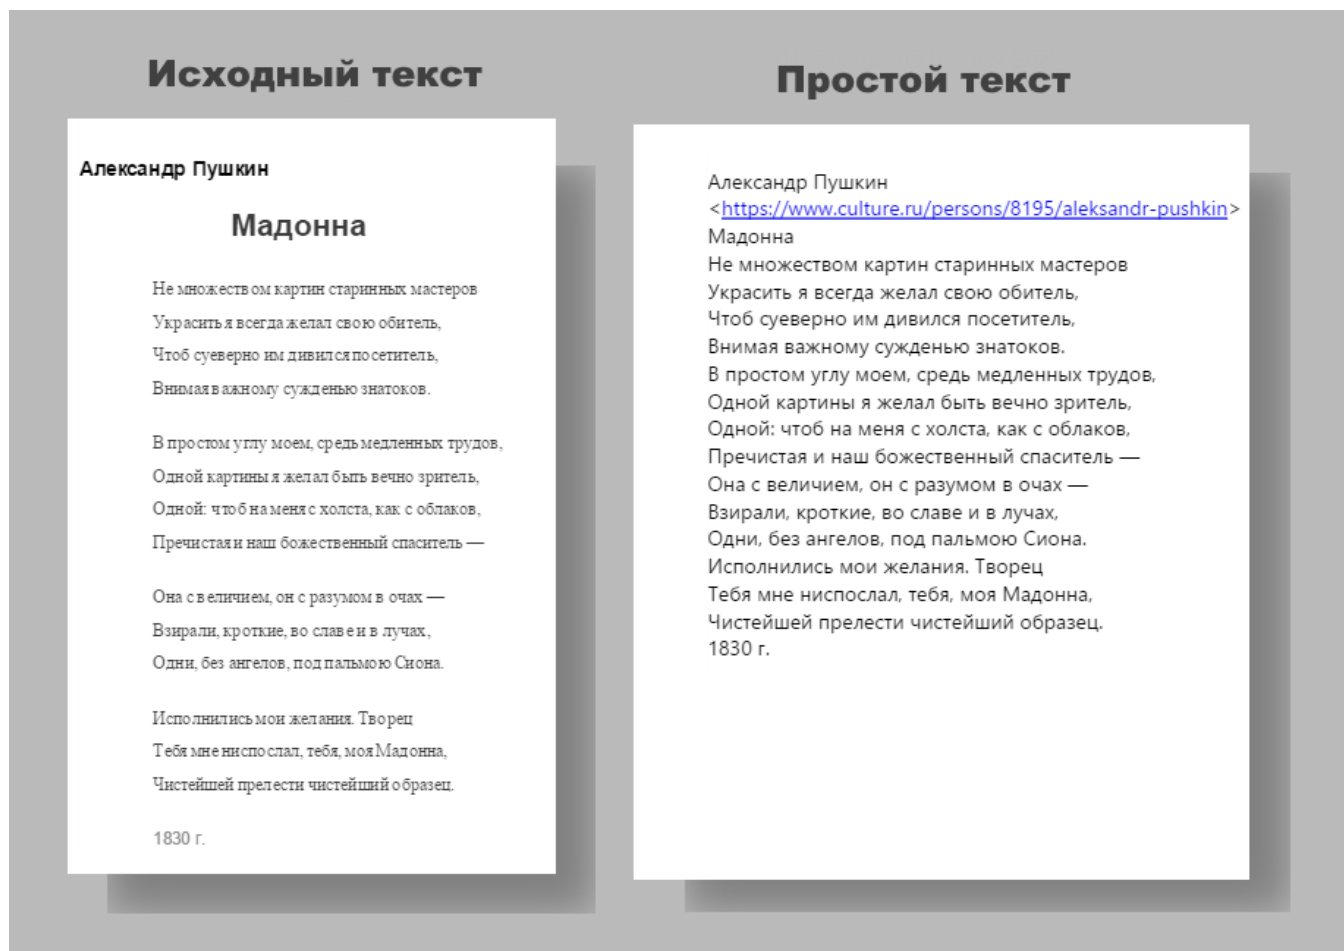 Исходный текст
Александр Пушкин
Мадонна
Не множеством картин старинных мастеров
Украсить я всегда желал свою обитель,
Чтоб суеверно им дивился посетитель,
Внимая важному сужденью знатоков.
В простом углу моем, средь медленных трудов,
Одной картины я желал быть вечно зритель,
Одной: чтоб на меня с холста, как с облаков,
Пречистая и наш божественный спаситель —
Она с величием, он с разумом в очах —
Взирали, кроткие, во славе и в лучах,
Одни, без ангелов, под пальмою Сиона.
Исполнились мои желания. Творец
Тебя мне ниспослал, тебя, моя Мадонна,
Чистейшей прелести чистейший образец.
1830 г.
Простой текст
Александр Пушкин
<https://www.culture.ru/persons/8195/aleksandr-pushkin>
Мадонна
Не множеством картин старинных мастеров
Украсить я всегда желал свою обитель,
Чтоб суеверно им дивился посетитель,
Внимая важному сужденью знатоков.
В простом углу моем, средь медленных трудов,
Одной картины я желал быть вечно зритель,
Одной: чтоб на меня с холста, как с облаков,
Пречистая и наш божественный спаситель —
Она с величием, он с разумом в очах —
Взирали, кроткие, во славе и в лучах,
Одни, без ангелов, под пальмою Сиона.
Исполнились мои желания. Творец
Тебя мне ниспослал, тебя, моя Мадонна,
Чистейшей прелести чистейший образец.
1830 г.